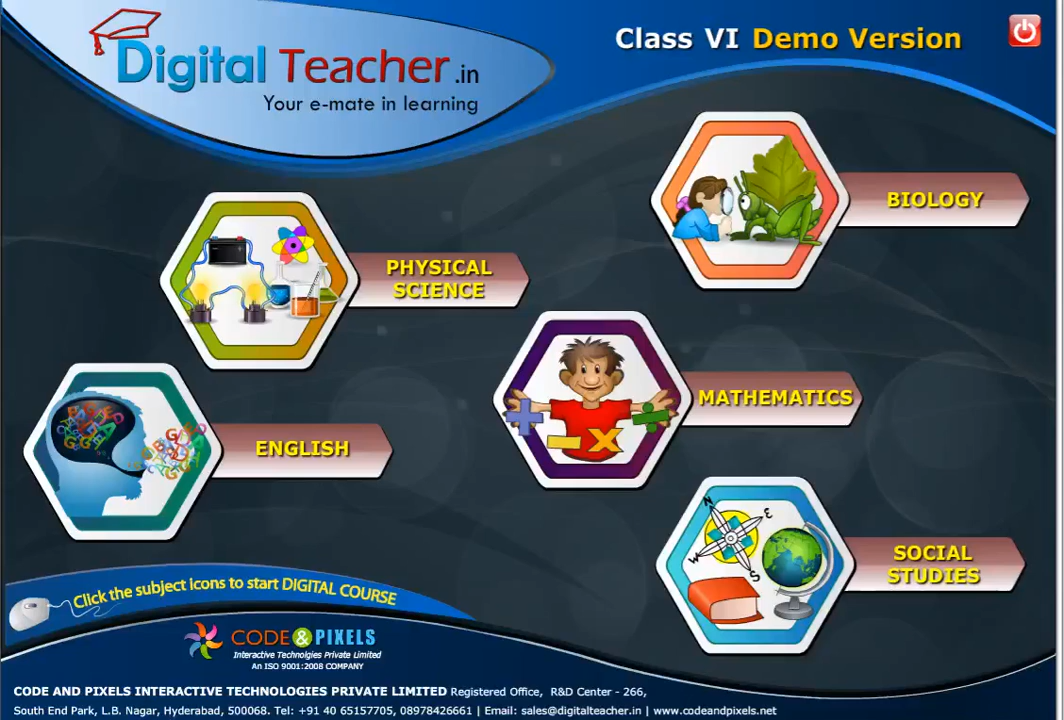 Digital Teacher.in
Your e-mate in learning
Class VI Demo Version
BIOLOGY
PHYSICAL
SCIENCE
MATHEMATICS
ENGLISH
N
E
W
S
SOCIAL
STUDIES
Click the subject icons to start DIGITAL COURSE
CODE & PIXELS
Interactive Technolgies Private Limited
An ISO 9001:2008 COMPANY
CODE AND PIXELS INTERACTIVE TECHNOLOGIES PRIVATE LIMITED Registered Office, R&D Center - 266,
South End Park, L.B. Nagar, Hyderabad, 500068. Tel: +91 40 65157705, 08978426661 | Email: sales@digitalteacher.in | www.codeandpixels.net